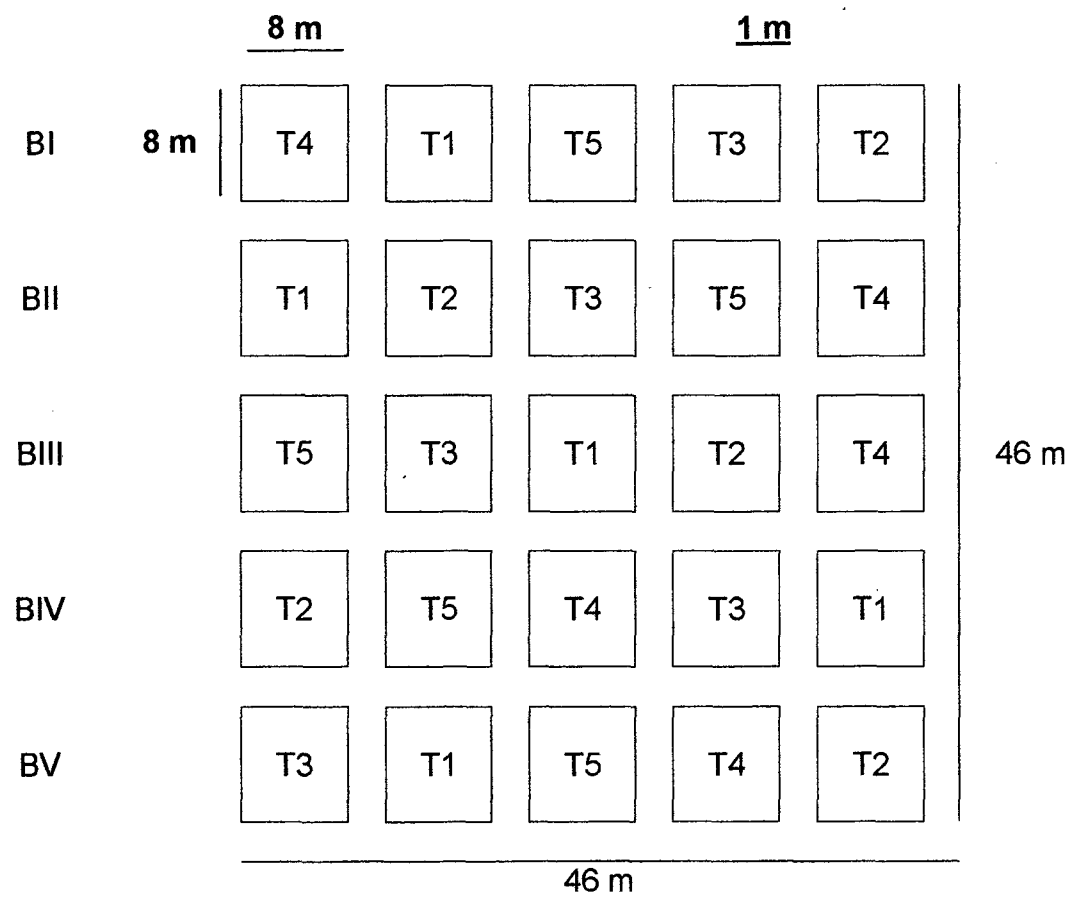 8 m 1 m
BI 8 m T4 T1 T5 T3 T2
BII T1 T2 T3 T5 T4
BIII T5 T3 T1 T2 T4 46 m
BIV T2 T5 T4 T3 T1
BV T3 T1 T5 T4 T2
46 m